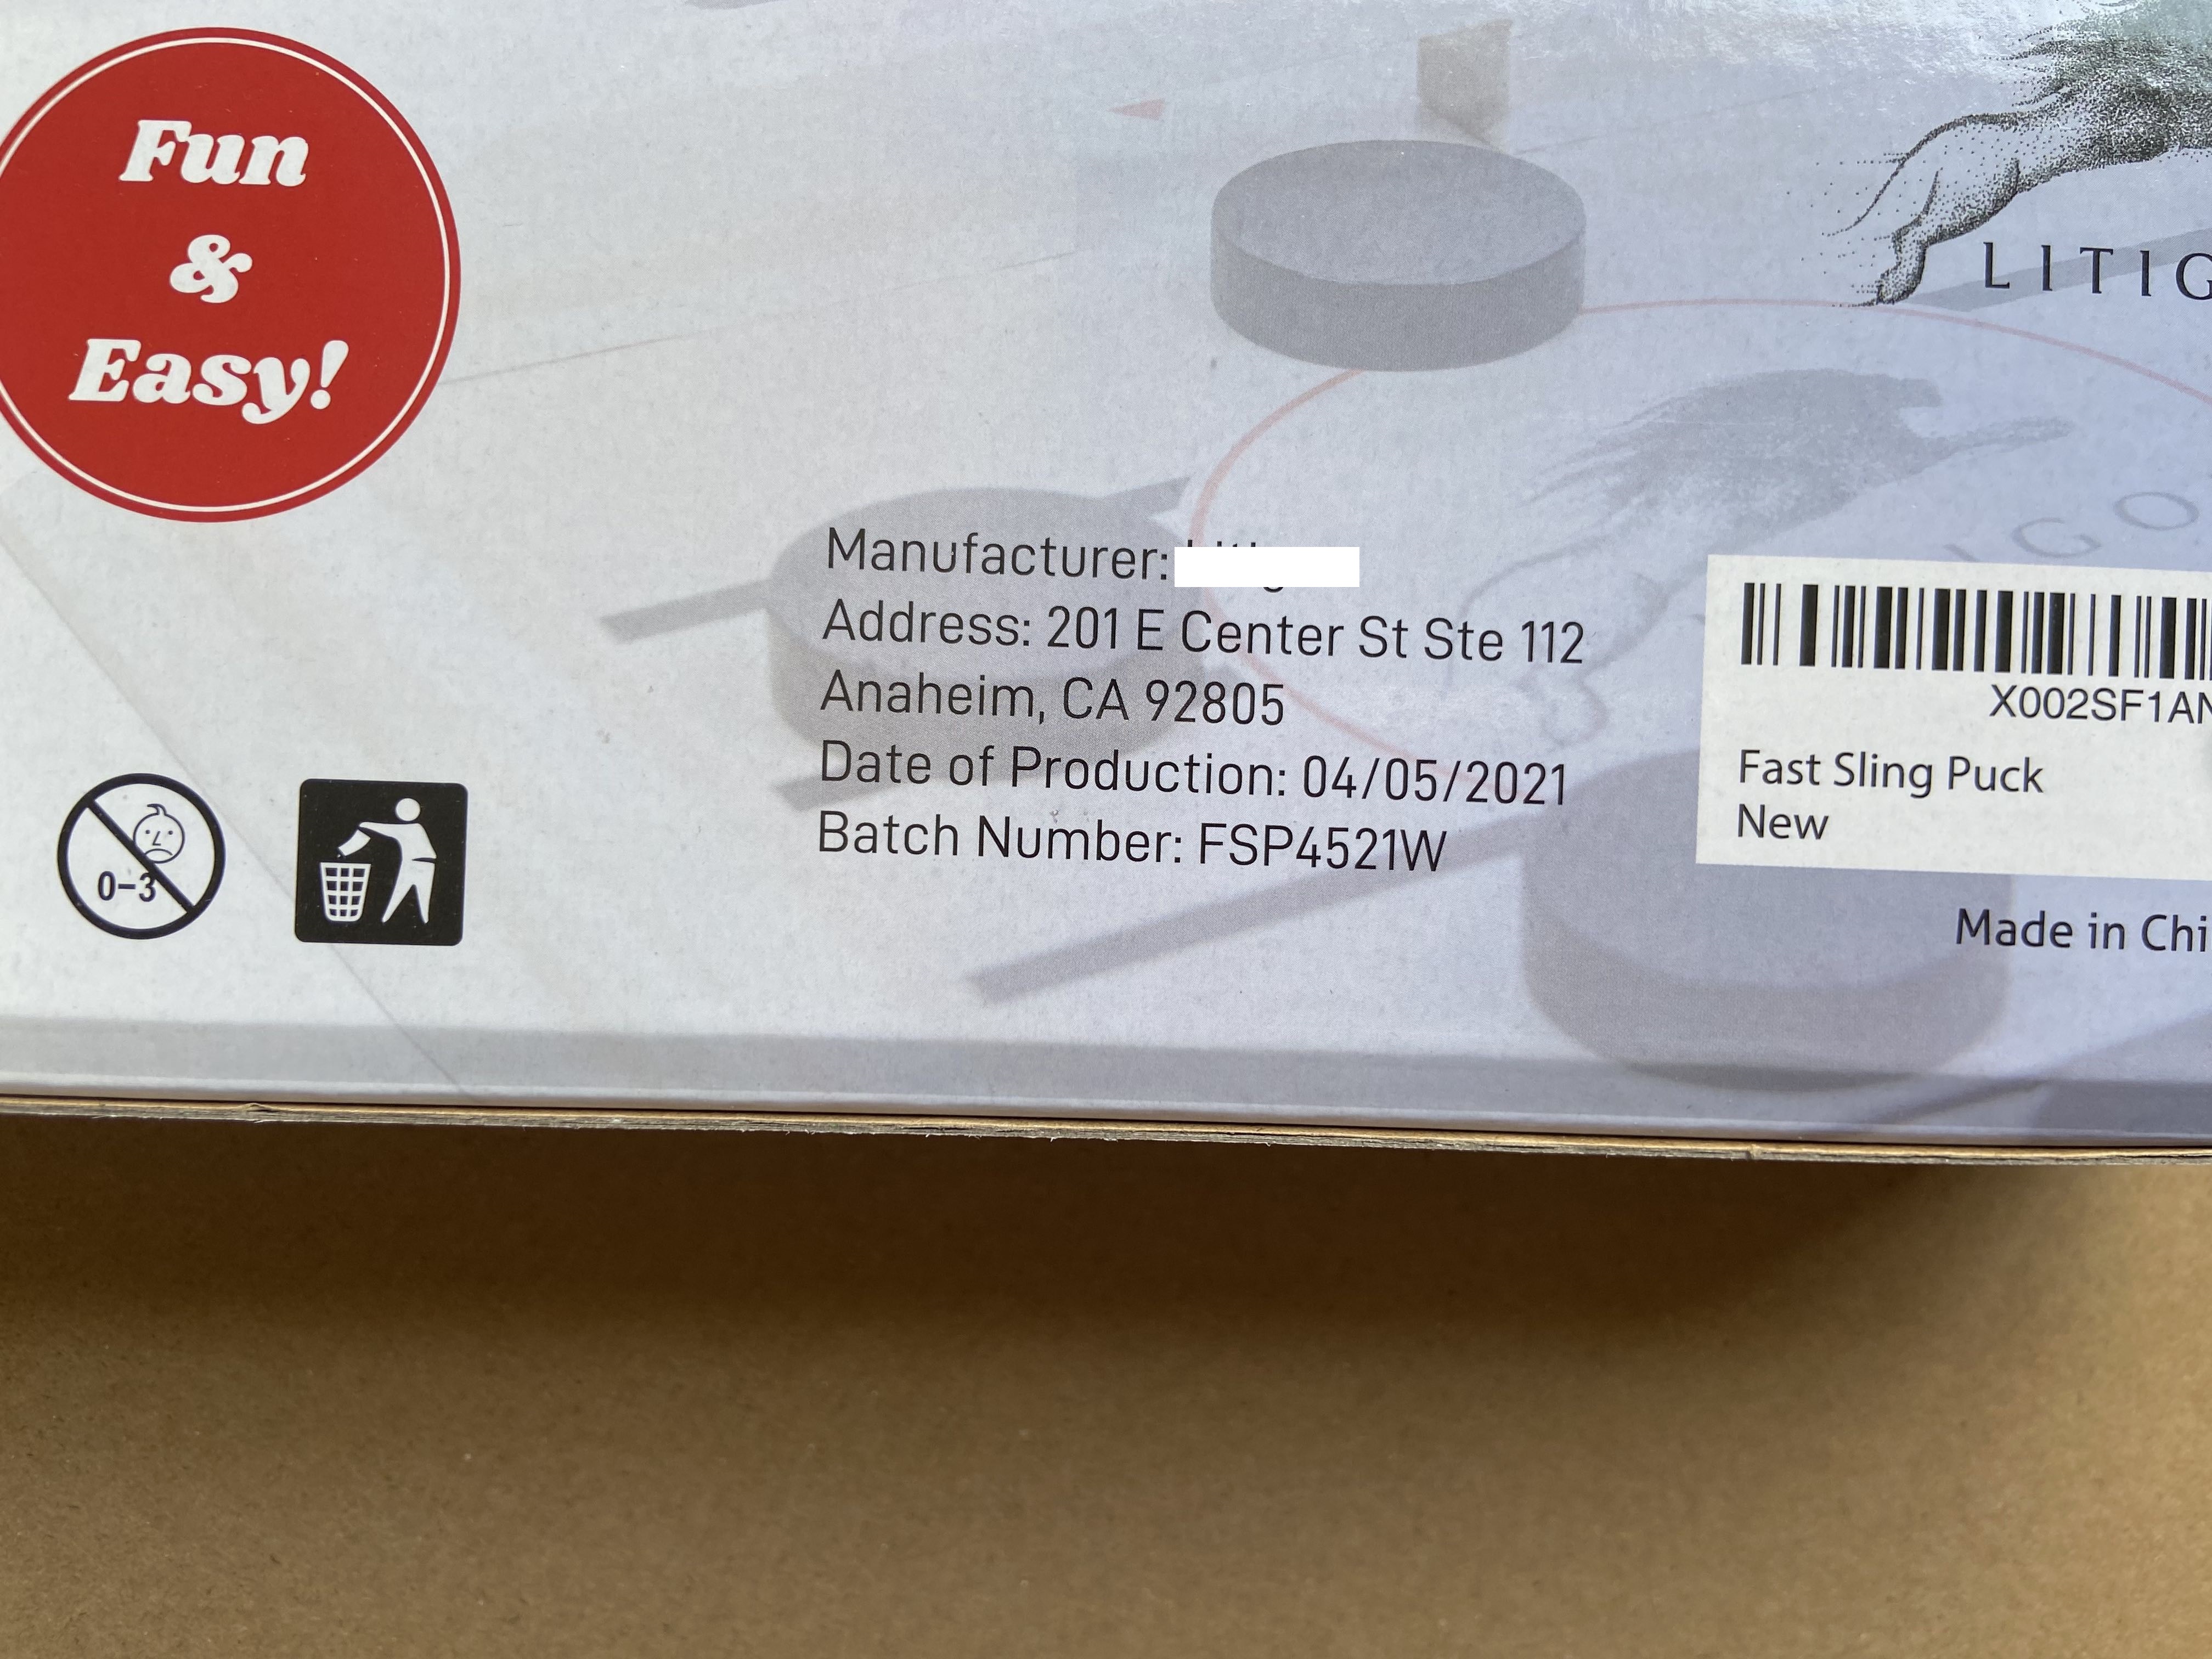 Fun
&
Easy!
LITIG
IGO
Manufacturer:
Address: 201 E Center St Ste 112
Anaheim, CA 92805
Date of Production: 04/05/2021
Batch Number: FSP4521W
X002SF1AN
Fast Sling Puck
New
Made in Chi
0-3